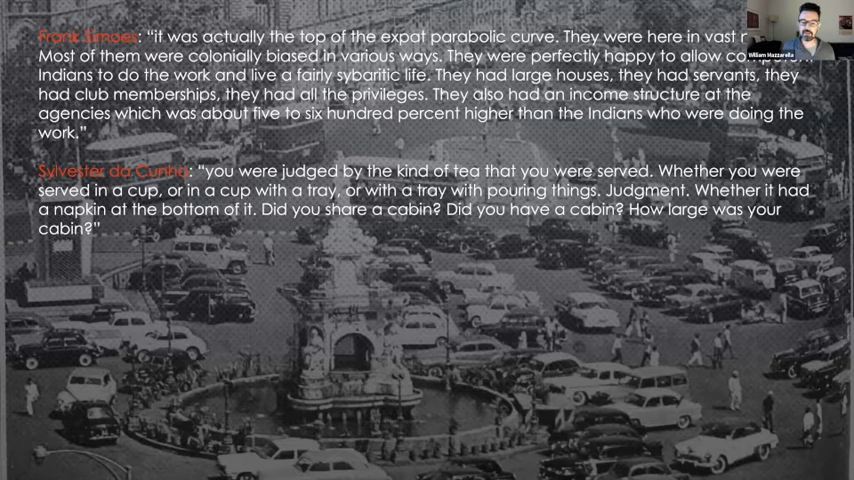 Frank Simoes: “it was actually the top of the expat parabolic curve. They were here in vast
Most of them were colonially biased in various ways. They were perfectly happy to allow
Indians to do the work and live a fairly sybaritic life. They had large houses, they had servants, they
had club memberships, they had all the privileges. They also had an income structure at the
agencies which was about five to six hundred percent higher than the Indians who were doing the
work.”
Sylvester da Cunha: “you were judged by the kind of tea that you were served. Whether you were
served in a cup, or in a cup with a tray, or with a tray with pouring things. Judgment. Whether it had
a napkin at the bottom of it. Did you share a cabin? Did you have a cabin? How large was your
cabin?”
William Mazzarella